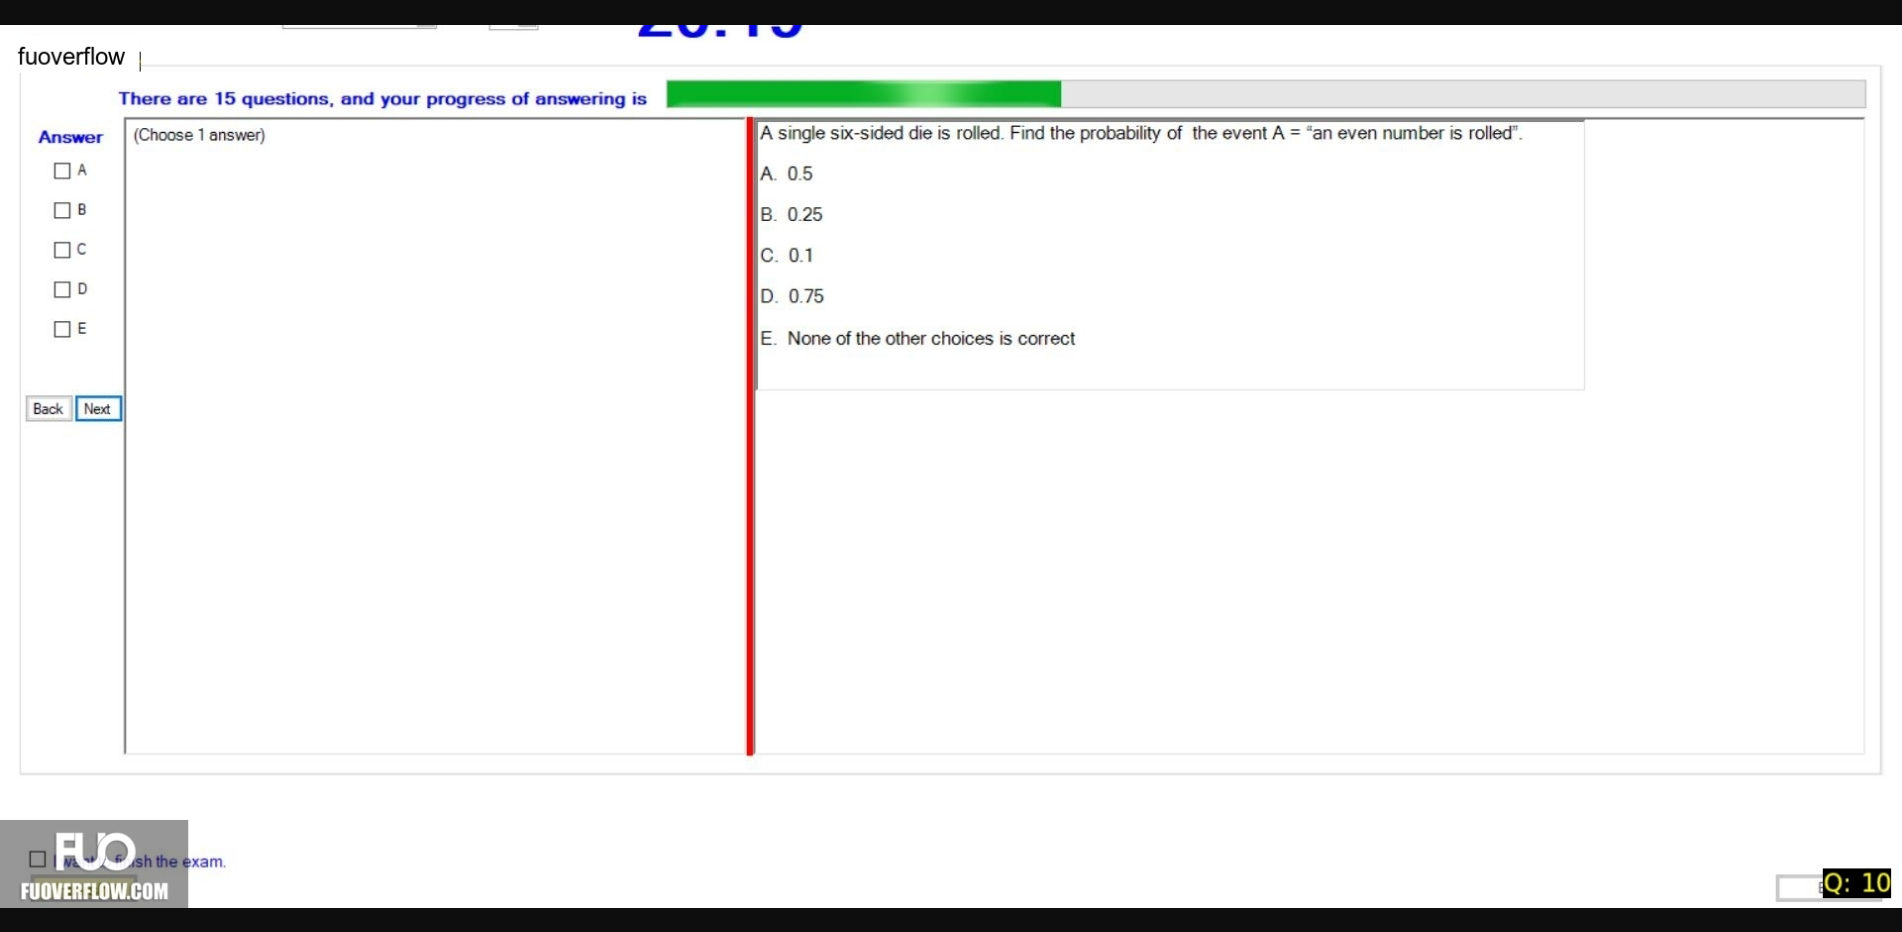 fuoverflow
There are 15 questions, and your progress of answering is
Answer
(Choose 1 answer)
A
B
C
D
E
Back
Next
A single six-sided die is rolled. Find the probability of the event A = “an even number is rolled”.
A. 0.5
B. 0.25
C. 0.1
D. 0.75
E. None of the other choices is correct
FUO
sh the exam.
FUOVERFLOW.COM
Q: 10